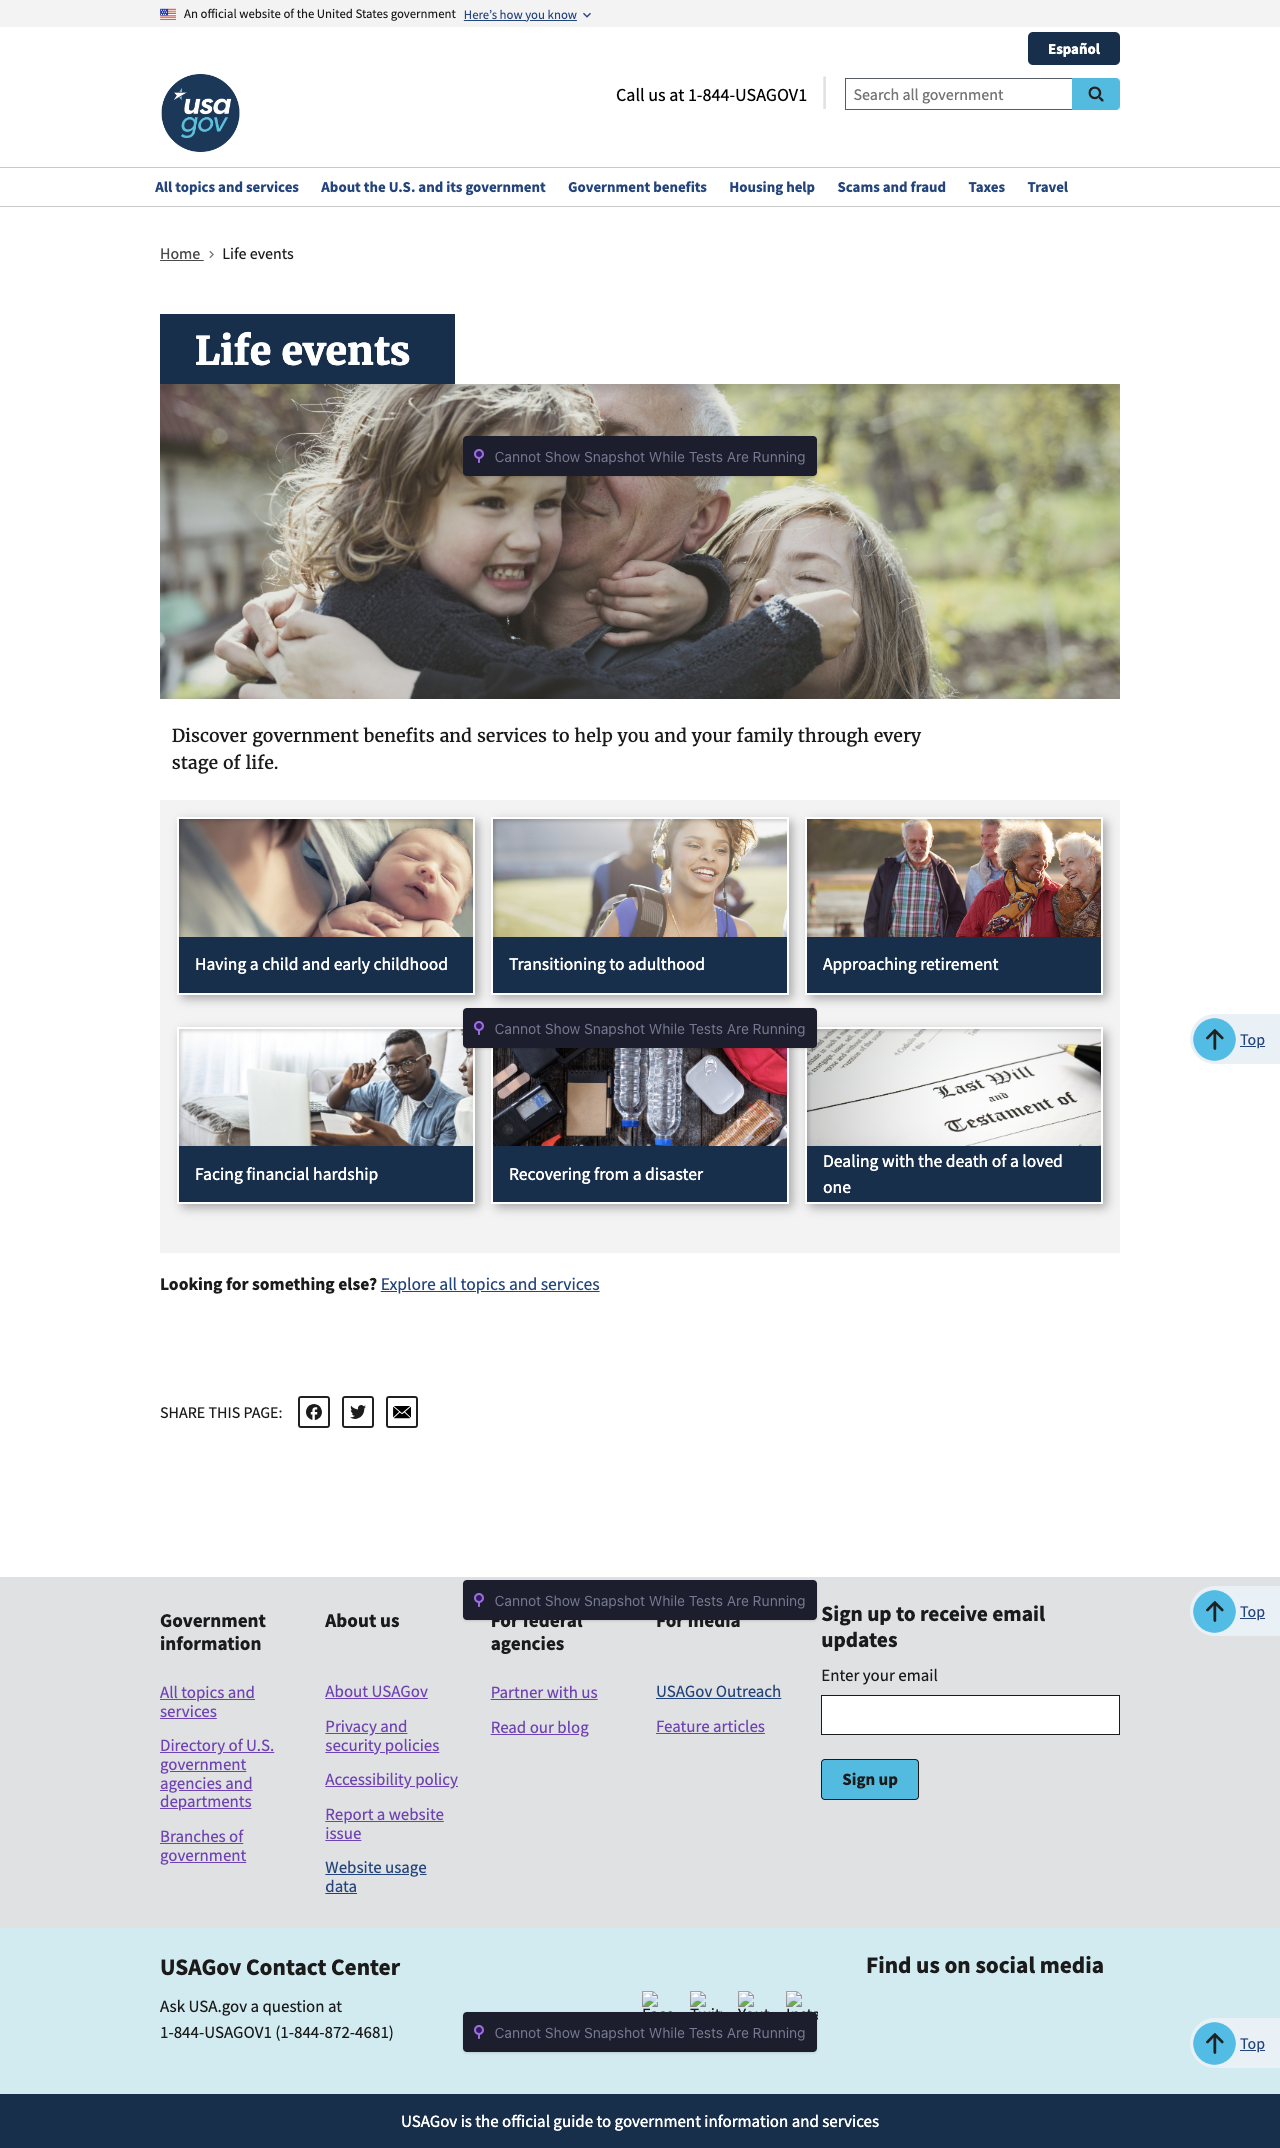 An official website of the United States government Here's how you know
Español
usa
gov
Call us at 1-844-USAGOV1
Search all government
All topics and services About the U.S. and its government Government benefits Housing help Scams and fraud Taxes Travel
Home Life events
Life events
Cannot Show Snapshot While Tests Are Running
Discover government benefits and services to help you and your family through every
stage of life.
Having a child and early childhood
Transitioning to adulthood
Approaching retirement
Cannot Show Snapshot While Tests Are Running
Top
Last Will
and
Testament of
Facing financial hardship
Recovering from a disaster
Dealing with the death of a loved
one
Looking for something else? Explore all topics and services
SHARE THIS PAGE:
Cannot Show Snapshot While Tests Are Running
Top
Government
information
All topics and
services
Directory of U.S.
government
agencies and
departments
Branches of
government
About us
About USAGov
Privacy and
security policies
Accessibility policy
Report a website
issue
Website usage
data
For federal
agencies
Partner with us
Read our blog
For media
USAGov Outreach
Feature articles
Sign up to receive email
updates
Enter your email
Sign up
USAGov Contact Center
Ask USA.gov a question at
1-844-USAGOV1 (1-844-872-4681)
Find us on social media
Cannot Show Snapshot While Tests Are Running
Top
USAGov is the official guide to government information and services